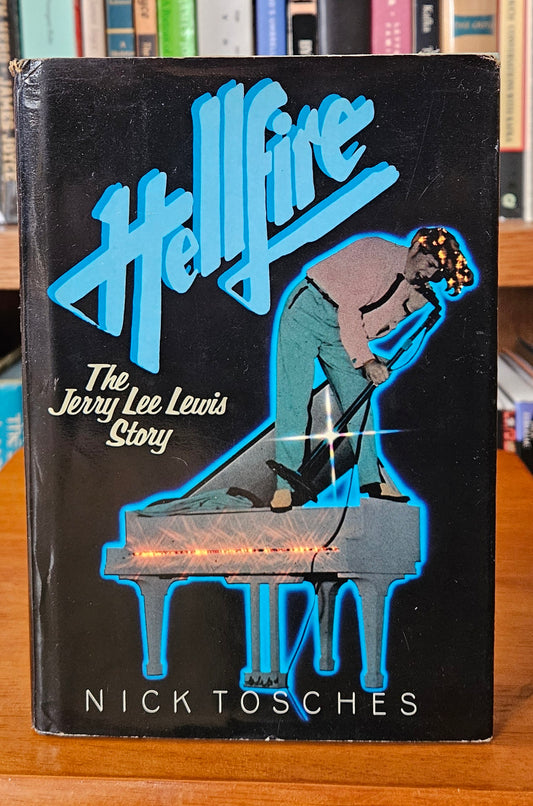 Hellfire
The
Jerry Lee Lewis
Story
NICK TOSCHES